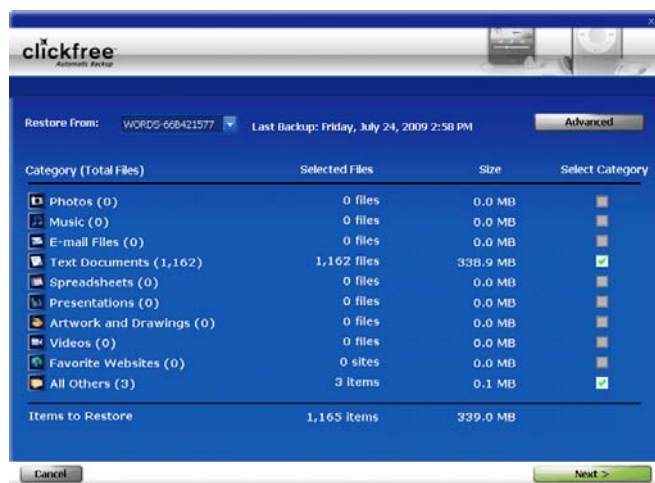 x
clickfree
Automatic Backup
Restore From: WORDS-66B421577 Last Backup: Friday, July 24, 2009 2:58 PM Advanced
Category (Total Files) Selected Files Size Select Category
Photos (0) 0 files 0.0 MB
Music (0) 0 files 0.0 MB
E-mail Files (0) 0 files 0.0 MB
Text Documents (1,162) 1,162 files 338.9 MB
Spreadsheets (0) 0 files 0.0 MB
Presentations (0) 0 files 0.0 MB
Artwork and Drawings (0) 0 files 0.0 MB
Videos (0) 0 files 0.0 MB
Favorite Websites (0) 0 sites 0.0 MB
All Others (3) 3 items 0.1 MB
Items to Restore 1,165 items 339.0 MB
Cancel Next >